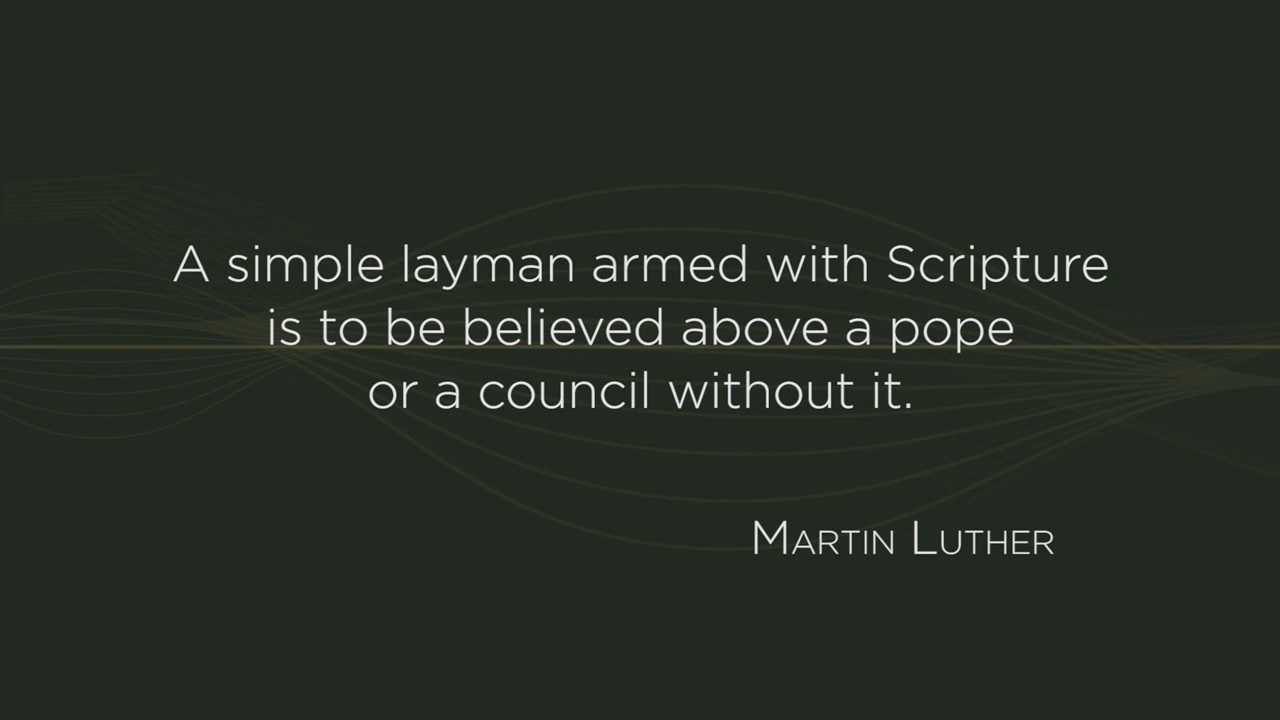 A simple layman armed with Scripture
is to be believed above a pope
or a council without it.
Martin Luther